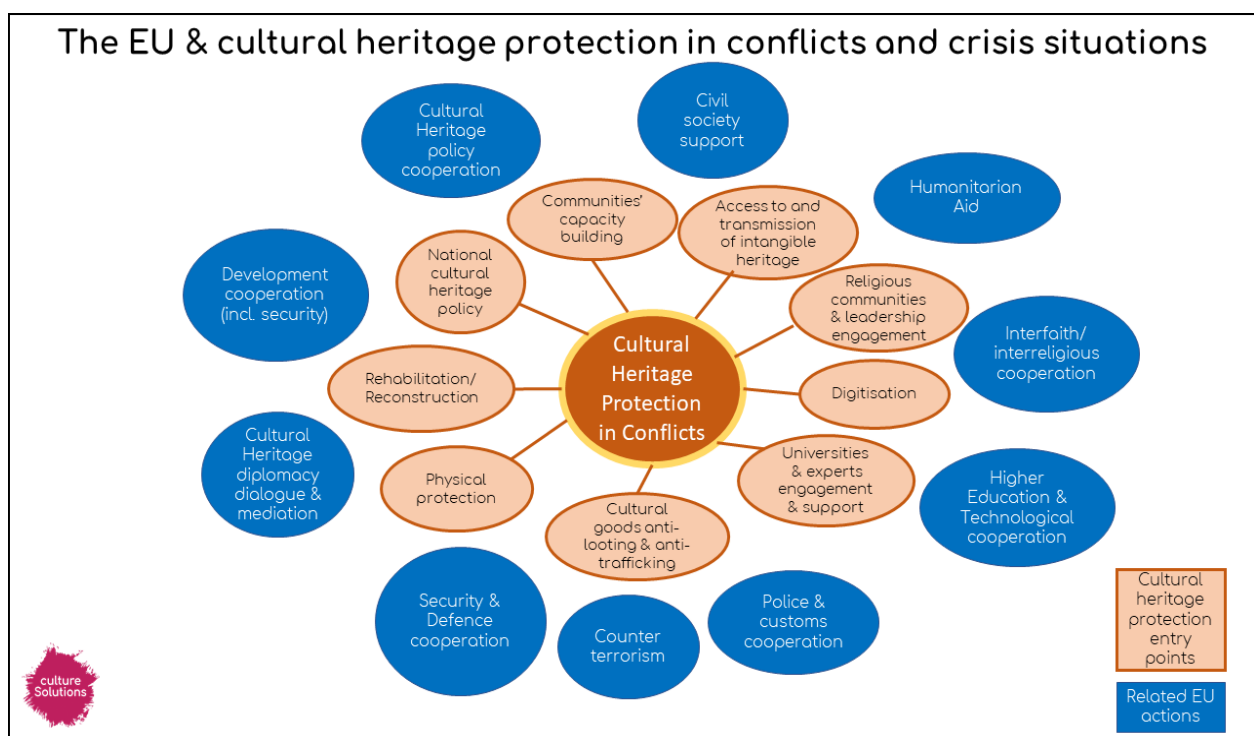 The EU & cultural heritage protection in conflicts and crisis situations
Cultural
Heritage
policy
cooperation
Civil
society
support
Humanitarian
Aid
Communities'
capacity
building
Access to and
transmission
of intangible
heritage
National
cultural
heritage
policy
Development
cooperation
(incl. security)
Religious
communities
& leadership
engagement
Interfaith/
interreligious
cooperation
Cultural
Heritage
Protection
in Conflicts
Rehabilitation/
Reconstruction
Digitisation
Cultural
Heritage
diplomacy
dialogue &
mediation
Physical
protection
Universities
& experts
engagement
& support
Higher
Education &
Technological
cooperation
Cultural
goods anti-
looting & anti-
trafficking
Security &
Defence
cooperation
Counter
terrorism
Police &
customs
cooperation
Cultural
heritage
protection
entry
points
Related EU
actions
culture
Solutions